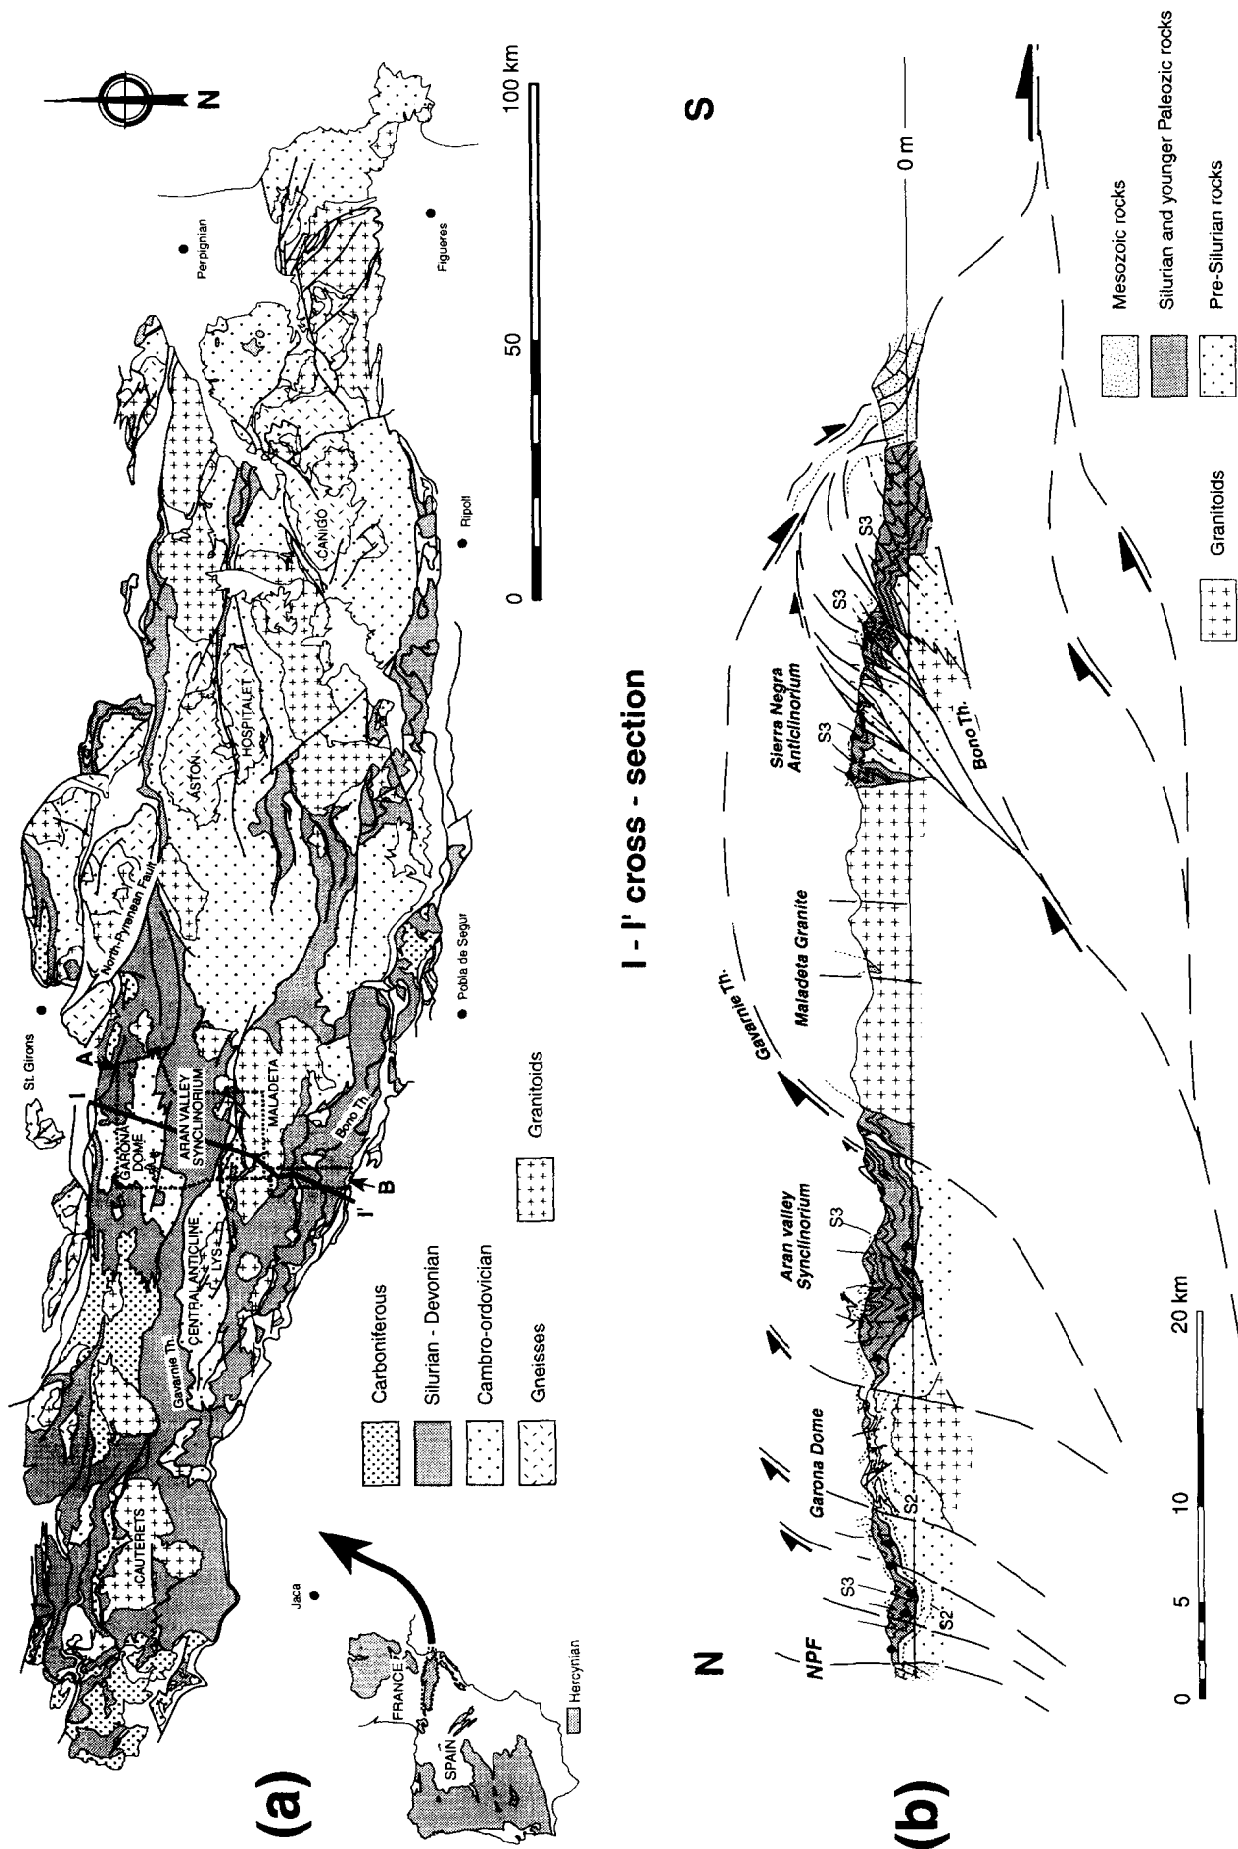 (a)
N
St. Girons
Perpignian
Figueres
Ripoll
Pobla de Segur
Jaca
North-Pyrenean Fault
A
I
GARONA
DOME
ARAN VALLEY
SYNCLINORIUM
CENTRAL ANTICLINE
LYS
MALADETA
Gavarnie Th.
Bono Th.
I'
B
CAUTERETS
ASTON
HOSPITALET
CANIGO
0
50
100 km
Carboniferous
Silurian - Devonian
Cambro-ordovician
Gneisses
Granitoids
FRANCE
SPAIN
Hercynian
I - I' cross - section
(b)
N
S
NPF
Garona Dome
Aran valley
Synclinorium
Gavarnie Th.
Maladeta Granite
Sierra Negra
Anticlinorium
Bono Th.
S3
S2
S2
S3
S3
S3
S3
0 m
0
5
10
20 km
Mesozoic rocks
Silurian and younger Paleozic rocks
Pre-Silurian rocks
Granitoids